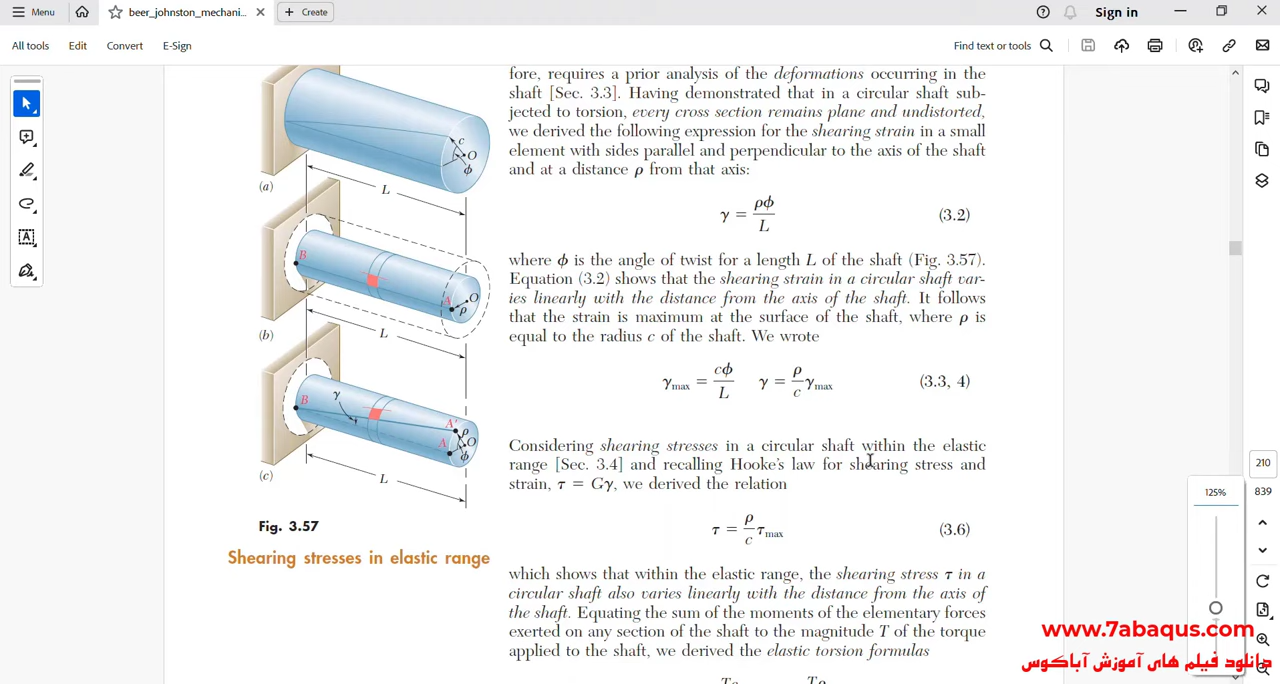 Menu
beer_johnston_mechani...
Create
Sign in
All tools
Edit
Convert
E-Sign
Find text or tools
fore, requires a prior analysis of the deformations occurring in the
shaft [Sec. 3.3]. Having demonstrated that in a circular shaft sub-
jected to torsion, every cross section remains plane and undistorted,
we derived the following expression for the shearing strain in a small
element with sides parallel and perpendicular to the axis of the shaft
and at a distance ρ from that axis:
γ = ρϕ / L (3.2)
where ϕ is the angle of twist for a length L of the shaft (Fig. 3.57).
Equation (3.2) shows that the shearing strain in a circular shaft var-
ies linearly with the distance from the axis of the shaft. It follows
that the strain is maximum at the surface of the shaft, where ρ is
equal to the radius c of the shaft. We wrote
γmax = cϕ / L γ = ρ / c γmax (3.3, 4)
Considering shearing stresses in a circular shaft within the elastic
range [Sec. 3.4] and recalling Hooke's law for shearing stress and
strain, τ = Gγ, we derived the relation
τ = ρ / c τmax (3.6)
which shows that within the elastic range, the shearing stress τ in a
circular shaft also varies linearly with the distance from the axis of
the shaft. Equating the sum of the moments of the elementary forces
exerted on any section of the shaft to the magnitude T of the torque
applied to the shaft, we derived the elastic torsion formulas
c
O
ϕ
(a)
L
B
A
O
ρ
(b)
L
B
γ
A'
ρ
A
O
ϕ
(c)
L
Fig. 3.57
Shearing stresses in elastic range
210
839
125%
www.7abaqus.com
دانلود فیلم های آموزش آباکوس